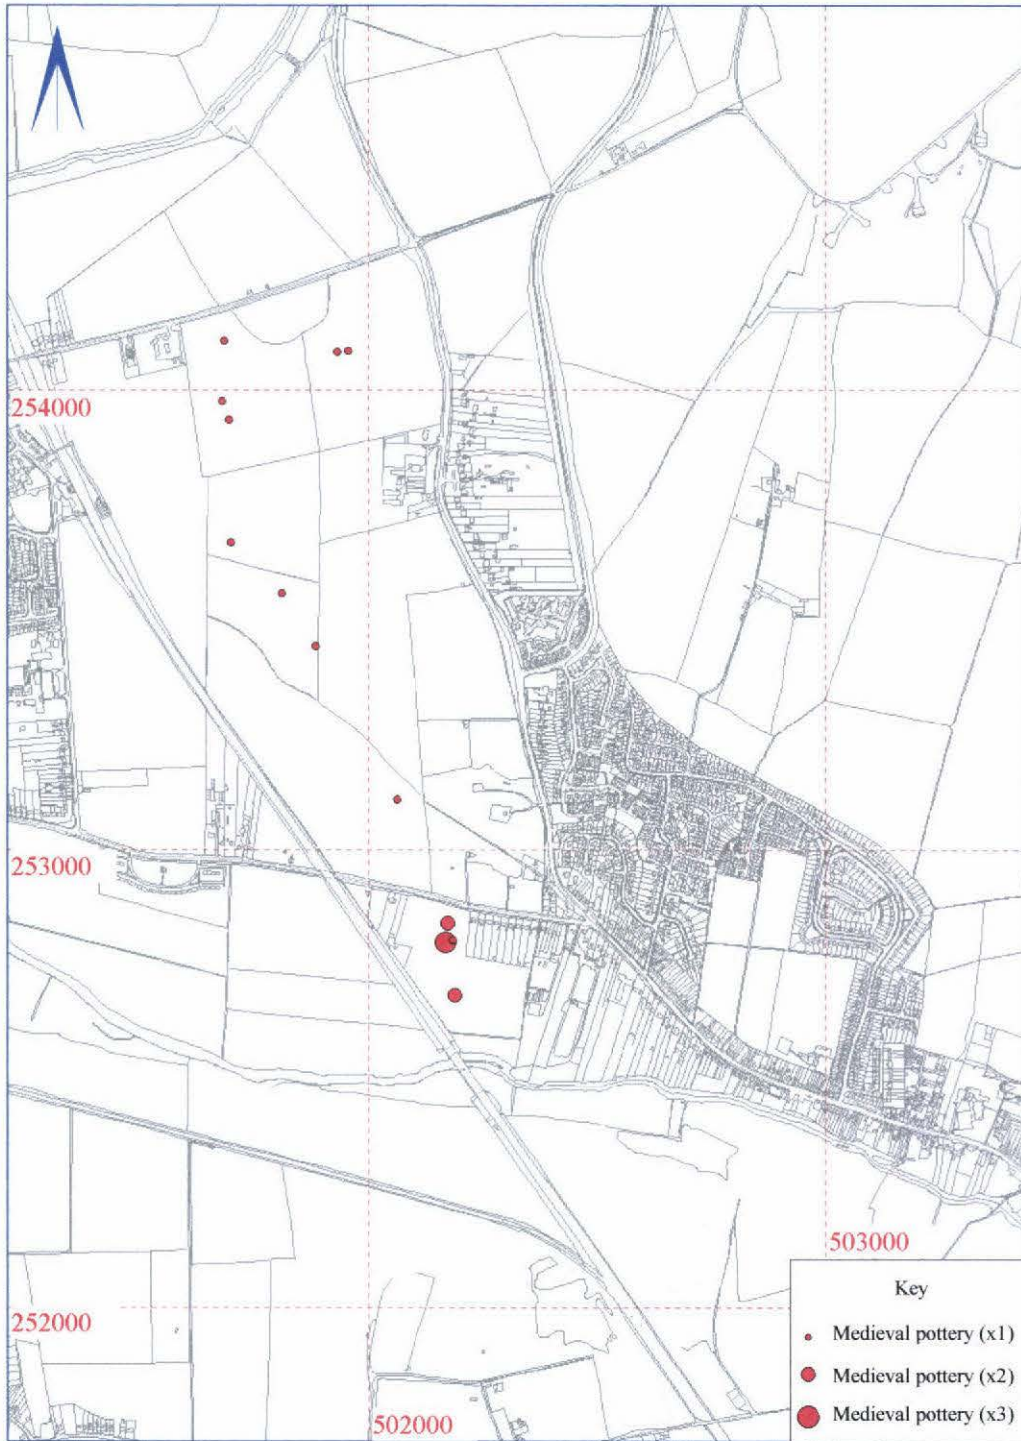 254000
253000
503000
252000
502000
Key
Medieval pottery (x1)
Medieval pottery (x2)
Medieval pottery (x3)